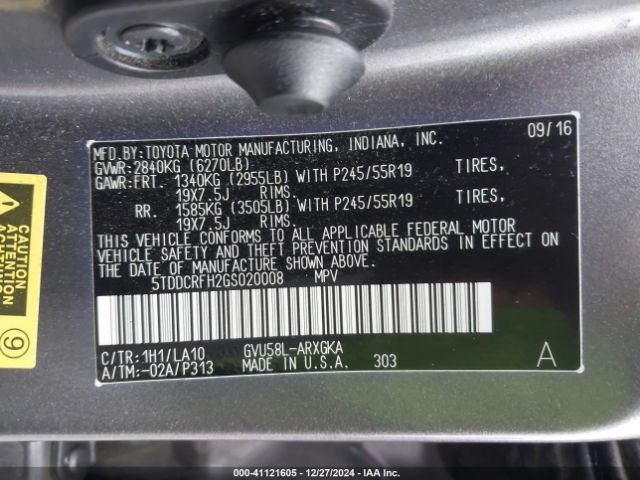 MFD.BY:TOYOTA MOTOR MANUFACTURING, INDIANA, INC. 09/16
GVWR:2840KG (6270LB)
GAWR:FRT. 1340KG (2955LB) WITH P245/55R19 TIRES,
19X7.5J RIMS.
RR. 1585KG (3505LB) WITH P245/55R19 TIRES,
19X7.5J RIMS.
THIS VEHICLE CONFORMS TO ALL APPLICABLE FEDERAL MOTOR
VEHICLE SAFETY AND THEFT PREVENTION STANDARDS IN EFFECT ON
THE DATE OF MANUFACTURE SHOWN ABOVE.
5TDDCRFH2GS020008 MPV
C/TR:1H1/LA10 GVU58L-ARXGKA
A/TM:-02A/P313 MADE IN U.S.A. 303 A
CAUTION
ATTENTION
9
000-41121605 - 12/27/2024 - IAA Inc.